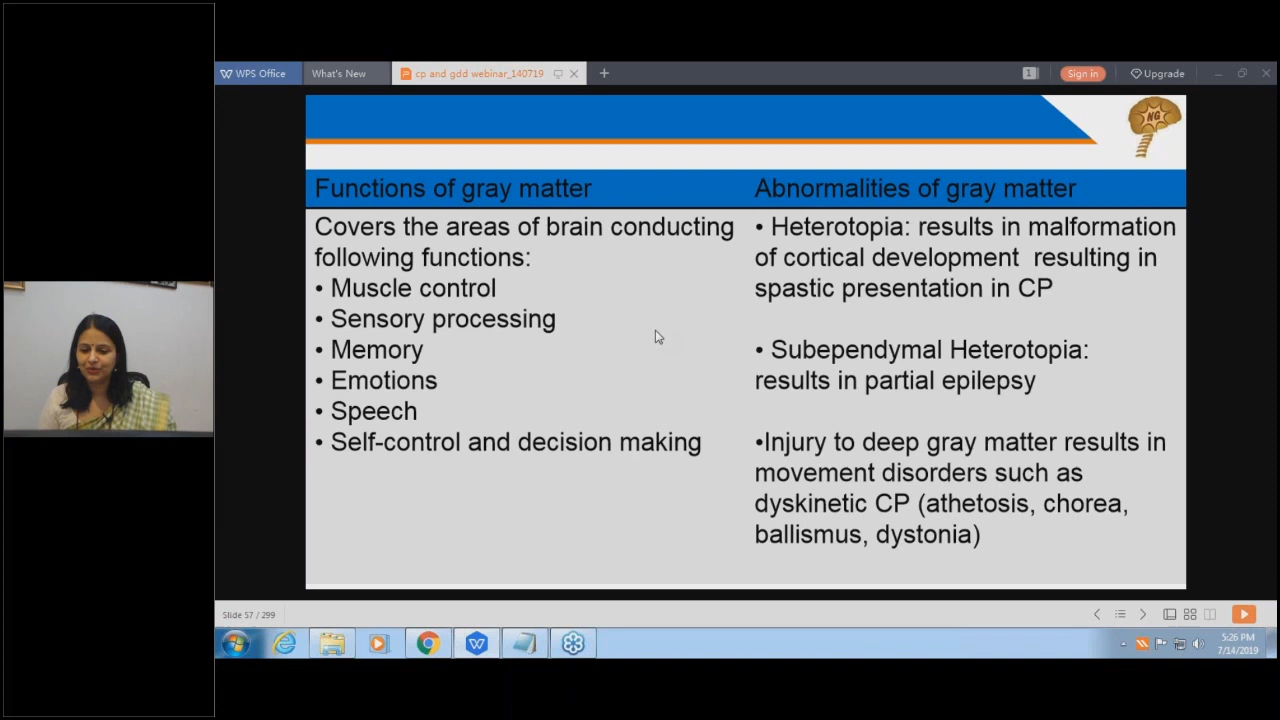 WPS Office
What's New
cp and gdd webinar_140719
1
Sign in
Upgrade
NG
Functions of gray matter
Abnormalities of gray matter
Covers the areas of brain conducting
following functions:
• Muscle control
• Sensory processing
• Memory
• Emotions
• Speech
• Self-control and decision making
• Heterotopia: results in malformation
of cortical development resulting in
spastic presentation in CP
• Subependymal Heterotopia:
results in partial epilepsy
•Injury to deep gray matter results in
movement disorders such as
dyskinetic CP (athetosis, chorea,
ballismus, dystonia)
Slide 57 / 299
5:26 PM
7/14/2019